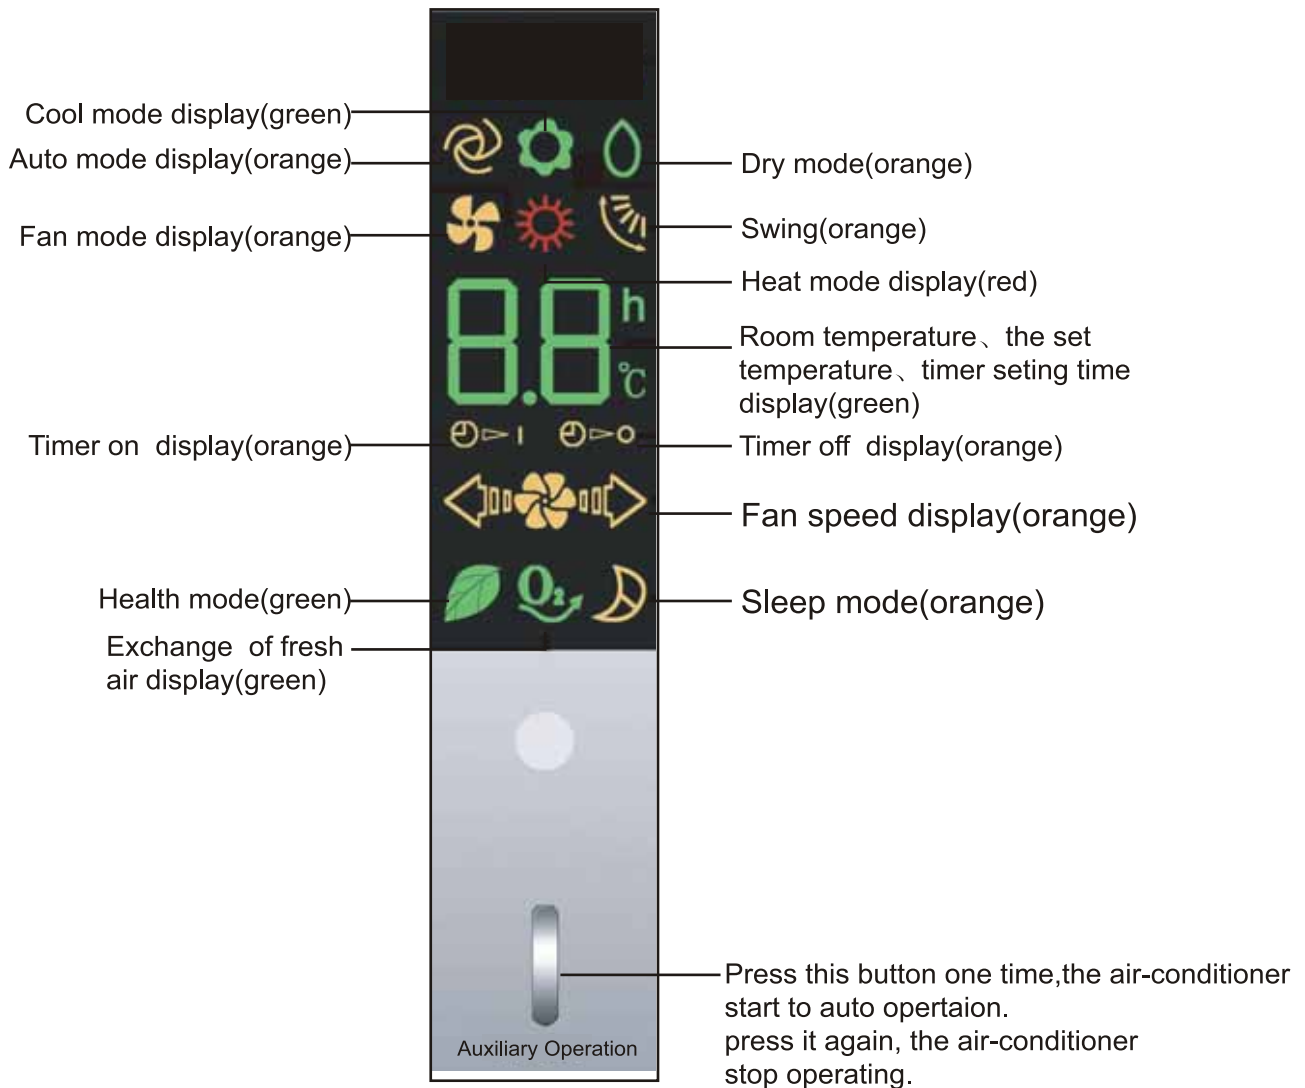 Cool mode display(green)
Auto mode display(orange)
Dry mode(orange)
Fan mode display(orange)
Swing(orange)
Heat mode display(red)
8.8 h
℃
Room temperature、the set
temperature、timer seting time
display(green)
Timer on  display(orange)
Timer off  display(orange)
Fan speed display(orange)
Health mode(green)
O₂
Sleep mode(orange)
Exchange  of fresh
air display(green)
Press this button one time,the air-conditioner
start to auto opertaion.
press it again, the air-conditioner
stop operating.
Auxiliary Operation